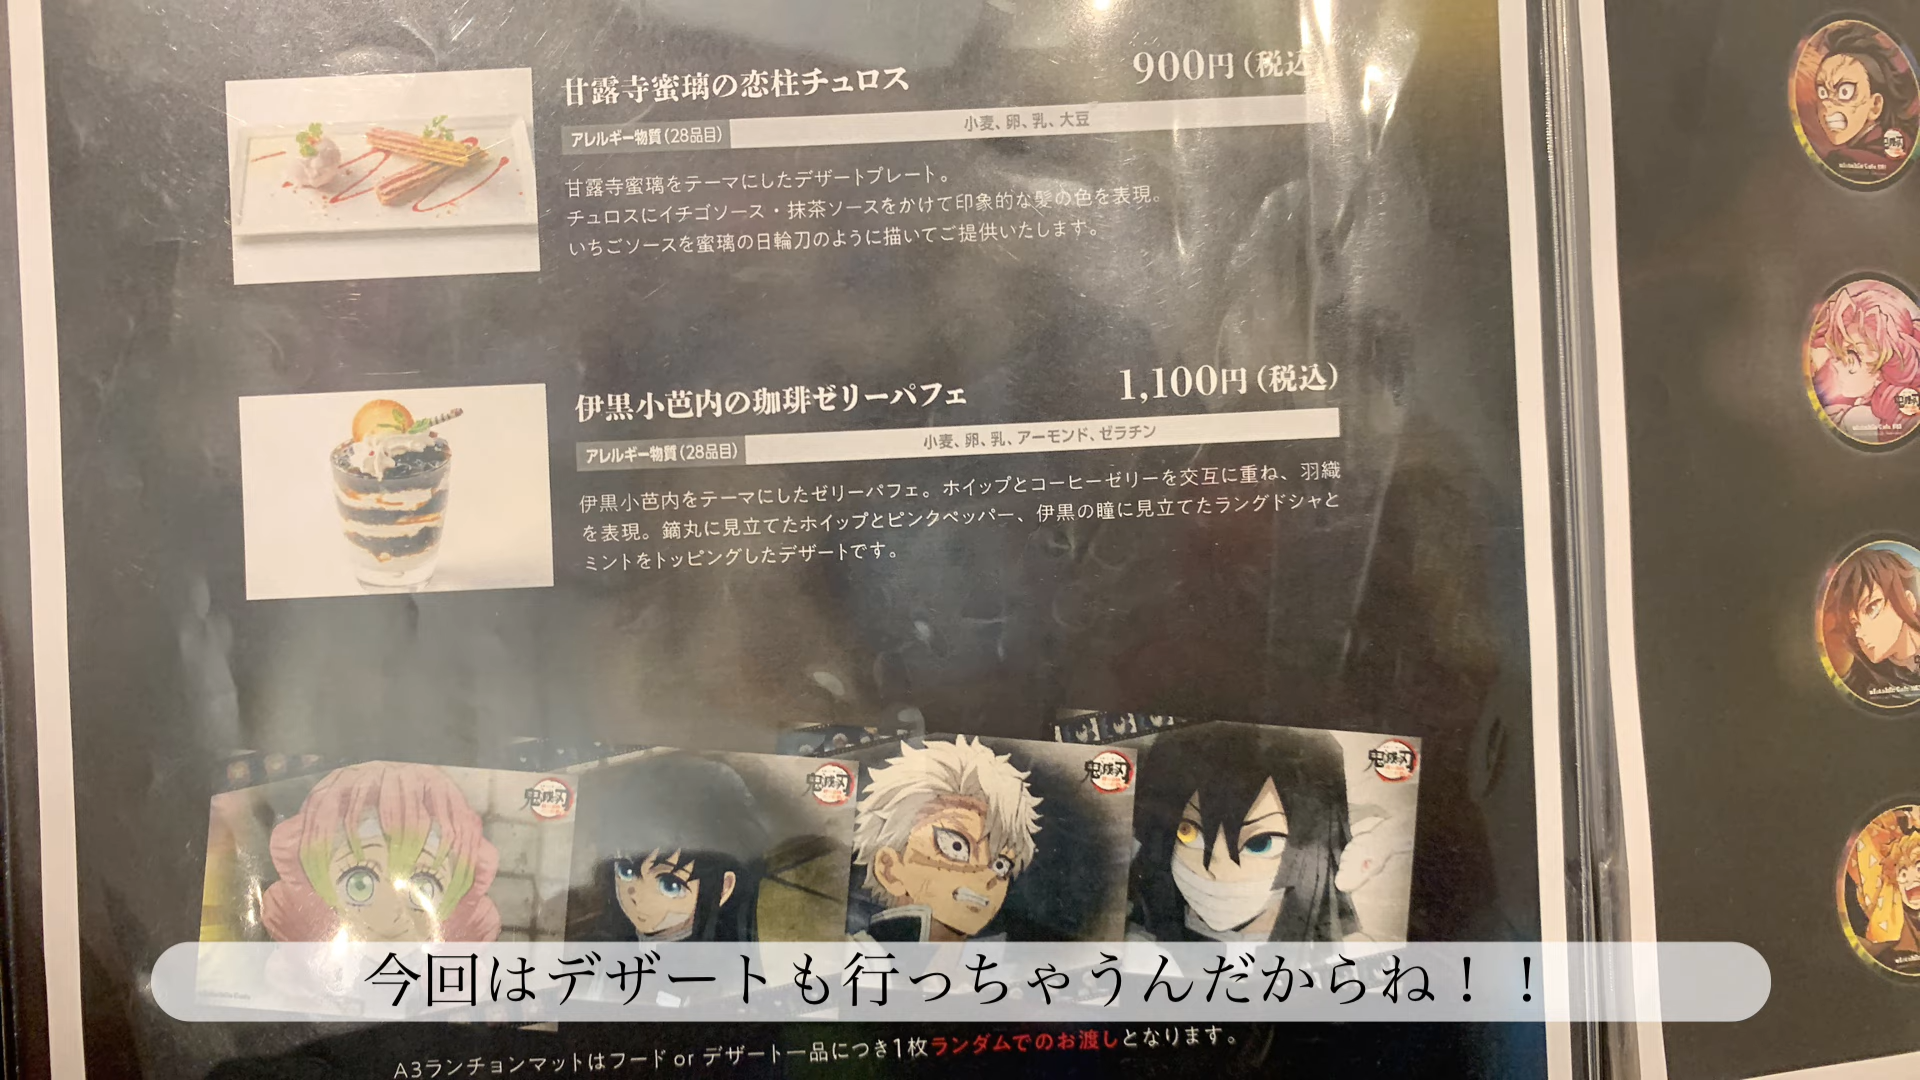 甘露寺蜜璃の恋柱チュロス
900円(税込
アレルギー物質(28品目)
小麦、卵、乳、大豆
甘露寺蜜璃をテーマにしたデザートプレート。
チュロスにイチゴソース・抹茶ソースをかけて印象的な髪の色を表現。
いちごソースを蜜璃の日輪刀のように描いてご提供いたします。
伊黒小芭内の珈琲ゼリーパフェ
1,100円(税込)
アレルギー物質(28品目)
小麦、卵、乳、アーモンド、ゼラチン
伊黒小芭内をテーマにしたゼリーパフェ。ホイップとコーヒーゼリーを交互に重ね、羽織
を表現。鏑丸に見立てたホイップとピンクペッパー、伊黒の瞳に見立てたラングドシャと
ミントをトッピングしたデザートです。
鬼滅刃
鬼滅刃
鬼滅刃
鬼滅刃
今回はデザートも行っちゃうんだからね！！
A3ランチョンマットはフード or デザート一品につき1枚ランダムでのお渡しとなります。